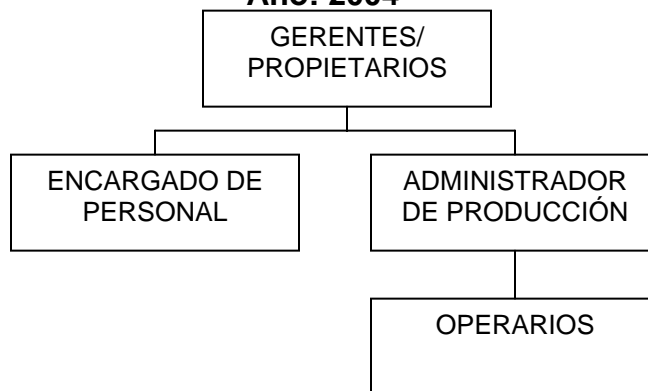 GERENTES/
PROPIETARIOS
ENCARGADO DE
PERSONAL
ADMINISTRADOR
DE PRODUCCIÓN
OPERARIOS